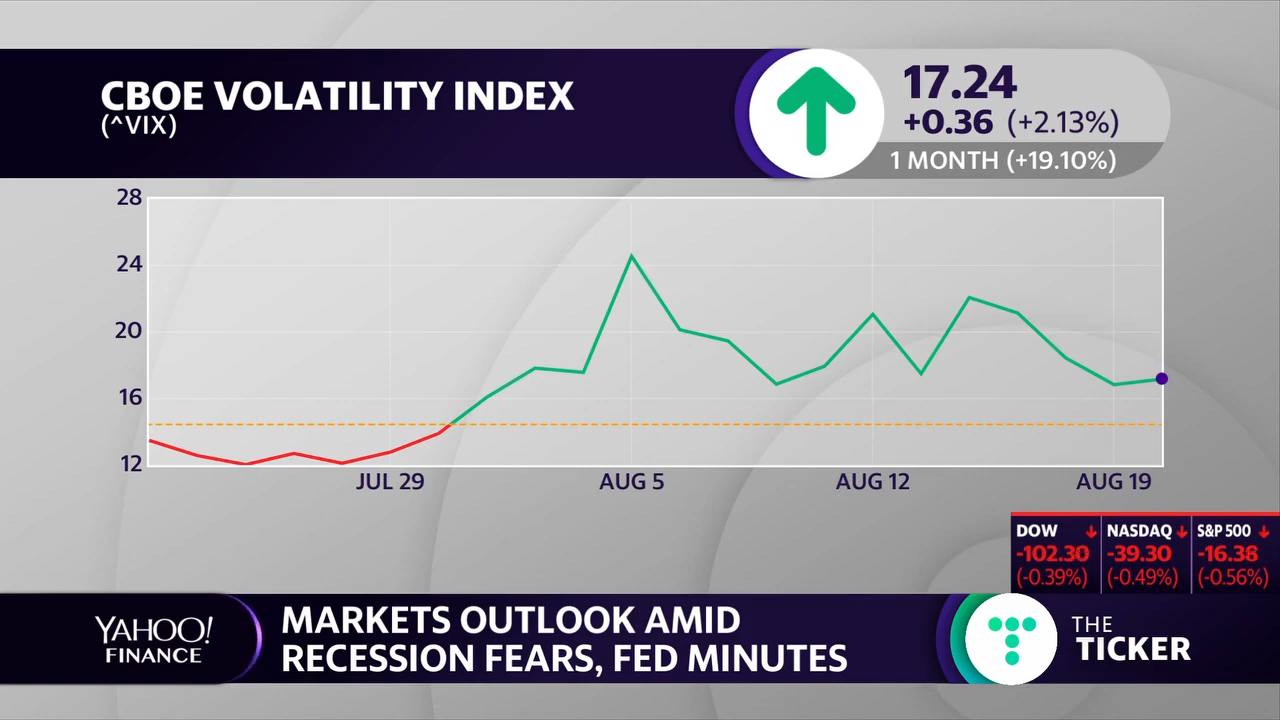 CBOE VOLATILITY INDEX
(^VIX)
17.24
+0.36 (+2.13%)
1 MONTH (+19.10%)
28
24
20
16
12
JUL 29
AUG 5
AUG 12
AUG 19
DOW
-102.30
(-0.39%)
NASDAQ
-39.30
(-0.49%)
S&P 500
-16.38
(-0.56%)
YAHOO!
FINANCE
MARKETS OUTLOOK AMID
RECESSION FEARS, FED MINUTES
THE
TICKER